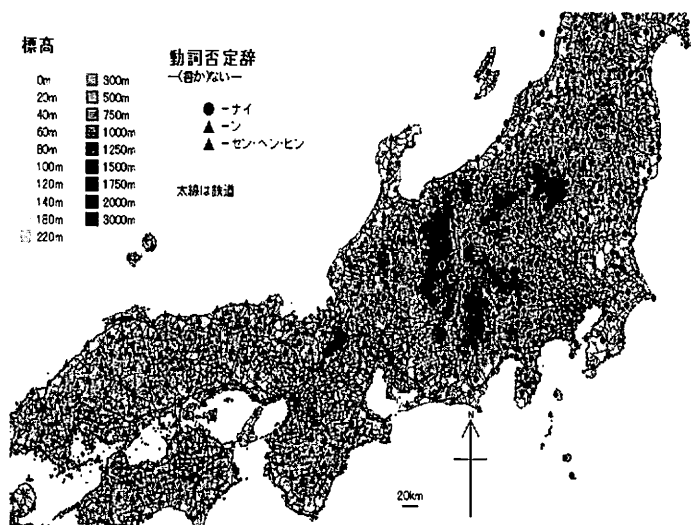 標高
0m
20m
40m
60m
80m
100m
120m
140m
180m
220m
300m
500m
750m
1000m
1250m
1500m
1750m
2000m
3000m
動詞否定辞
—(書か)ない—
● -ナイ
▲ -ン
▲ -セン・ヘン・ヒン
太線は鉄道
N
20km